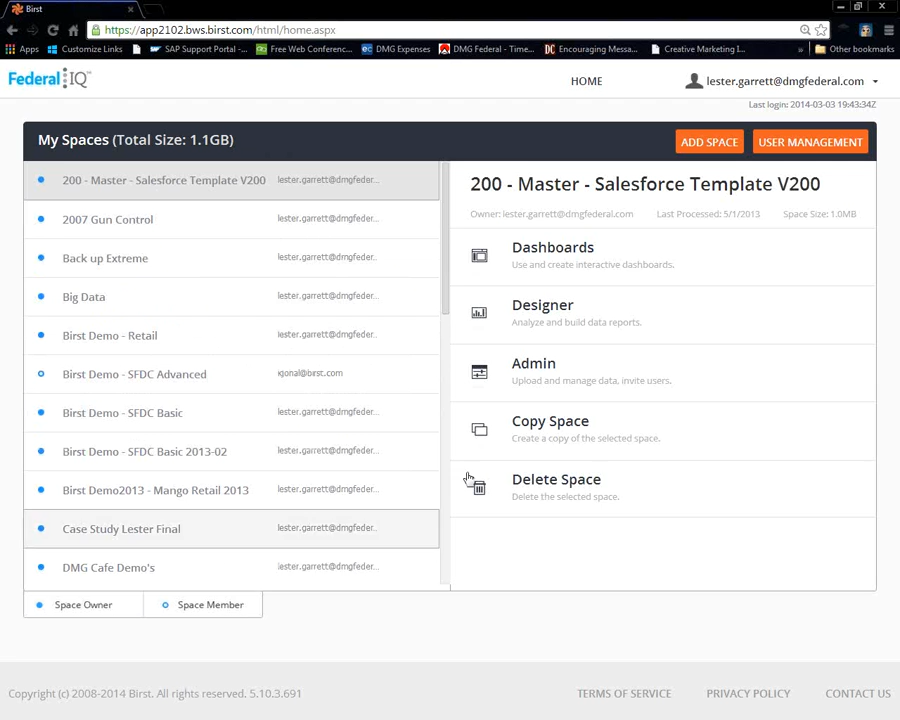 Birst
https://app2102.bws.birst.com/html/home.aspx
Apps Customize Links SAP Support Portal -... Free Web Conferenc... DMG Expenses DMG Federal - Time... Encouraging Messa... Creative Marketing I... » Other bookmarks
Federal IQ™
HOME
lester.garrett@dmgfederal.com
Last login: 2014-03-03 19:43:34Z
My Spaces (Total Size: 1.1GB)
ADD SPACE
USER MANAGEMENT
200 - Master - Salesforce Template V200 lester.garrett@dmgfeder...
2007 Gun Control lester.garrett@dmgfeder...
Back up Extreme lester.garrett@dmgfeder...
Big Data lester.garrett@dmgfeder...
Birst Demo - Retail lester.garrett@dmgfeder...
Birst Demo - SFDC Advanced kjonal@birst.com
Birst Demo - SFDC Basic lester.garrett@dmgfeder...
Birst Demo - SFDC Basic 2013-02 lester.garrett@dmgfeder...
Birst Demo2013 - Mango Retail 2013 lester.garrett@dmgfeder...
Case Study Lester Final lester.garrett@dmgfeder...
DMG Cafe Demo's lester.garrett@dmgfeder...
Space Owner
Space Member
200 - Master - Salesforce Template V200
Owner: lester.garrett@dmgfederal.com Last Processed: 5/1/2013 Space Size: 1.0MB
Dashboards
Use and create interactive dashboards.
Designer
Analyze and build data reports.
Admin
Upload and manage data, invite users.
Copy Space
Create a copy of the selected space.
Delete Space
Delete the selected space.
Copyright (c) 2008-2014 Birst. All rights reserved. 5.10.3.691
TERMS OF SERVICE
PRIVACY POLICY
CONTACT US